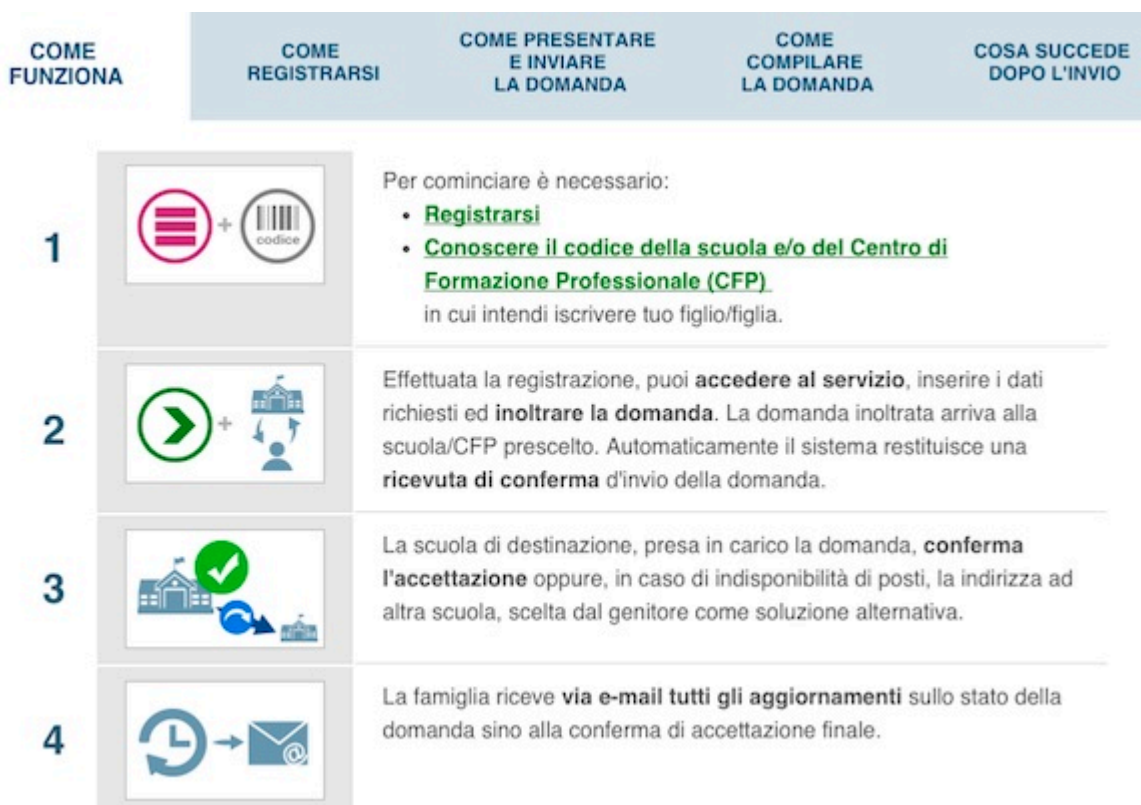 COME
FUNZIONA
COME
REGISTRARSI
COME PRESENTARE
E INVIARE
LA DOMANDA
COME
COMPILARE
LA DOMANDA
COSA SUCCEDE
DOPO L'INVIO
1
codice
Per cominciare è necessario:
• Registrarsi
• Conoscere il codice della scuola e/o del Centro di
Formazione Professionale (CFP)
in cui intendi iscrivere tuo figlio/figlia.
2
Effettuata la registrazione, puoi accedere al servizio, inserire i dati
richiesti ed inoltrare la domanda. La domanda inoltrata arriva alla
scuola/CFP prescelto. Automaticamente il sistema restituisce una
ricevuta di conferma d'invio della domanda.
3
La scuola di destinazione, presa in carico la domanda, conferma
l'accettazione oppure, in caso di indisponibilità di posti, la indirizza ad
altra scuola, scelta dal genitore come soluzione alternativa.
4
@
La famiglia riceve via e-mail tutti gli aggiornamenti sullo stato della
domanda sino alla conferma di accettazione finale.